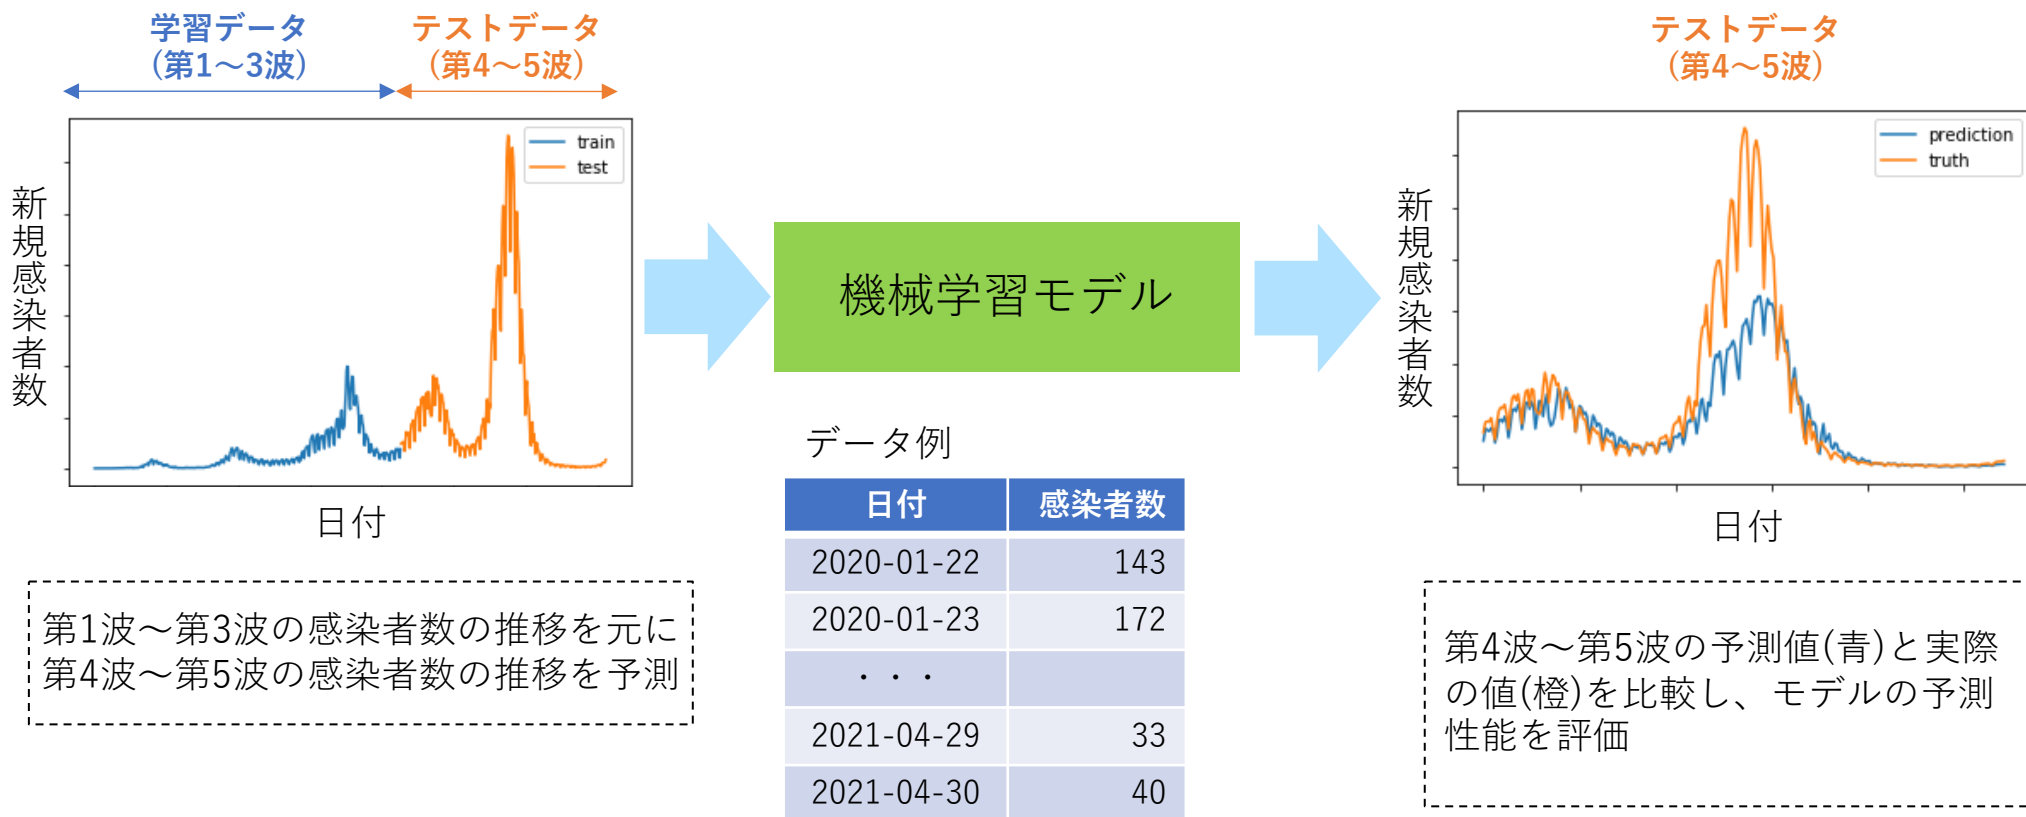 学習データ
(第1～3波)
テストデータ
(第4～5波)
train
test
新規感染者数
日付
第1波～第3波の感染者数の推移を元に
第4波～第5波の感染者数の推移を予測
機械学習モデル
データ例
日付 感染者数
2020-01-22 143
2020-01-23 172
・・・
2021-04-29 33
2021-04-30 40
テストデータ
(第4～5波)
prediction
truth
新規感染者数
日付
第4波～第5波の予測値(青)と実際
の値(橙)を比較し、モデルの予測
性能を評価